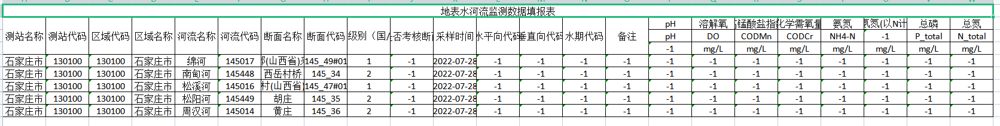 地表水河流监测数据填报表
测站名称 测站代码 区域代码 区域名称 河流名称 河流代码 断面名称 断面代码 级别（国/ 否考核断面 采样时间 水平向代码 垂直向代码 水期代码 备注 pH 溶解氧 高锰酸盐指数 化学需氧量 氨氮 氨氮(以N计 总磷 总氮
pH DO CODMn CODCr NH4-N -1 P_total N_total
-1 mg/L mg/L mg/L mg/L mg/L mg/L mg/L
石家庄市 130100 130100 石家庄市 绵河 145017 (山西省) 145_49#01 1 -1 2022-07-28 -1 -1 -1 -1 -1 -1 -1 -1 -1 -1 -1 -1
石家庄市 130100 130100 石家庄市 南甸河 145448 西岳村桥 145_34 2 -1 2022-07-28 -1 -1 -1 -1 -1 -1 -1 -1 -1 -1 -1 -1
石家庄市 130100 130100 石家庄市 松溪河 145016 村(山西省) 145_47#01 1 -1 2022-07-28 -1 -1 -1 -1 -1 -1 -1 -1 -1 -1 -1 -1
石家庄市 130100 130100 石家庄市 松阳河 145449 胡庄 145_35 2 -1 2022-07-28 -1 -1 -1 -1 -1 -1 -1 -1 -1 -1 -1 -1
石家庄市 130100 130100 石家庄市 周汉河 145014 黄庄 145_36 2 -1 2022-07-28 -1 -1 -1 -1 -1 -1 -1 -1 -1 -1 -1 -1